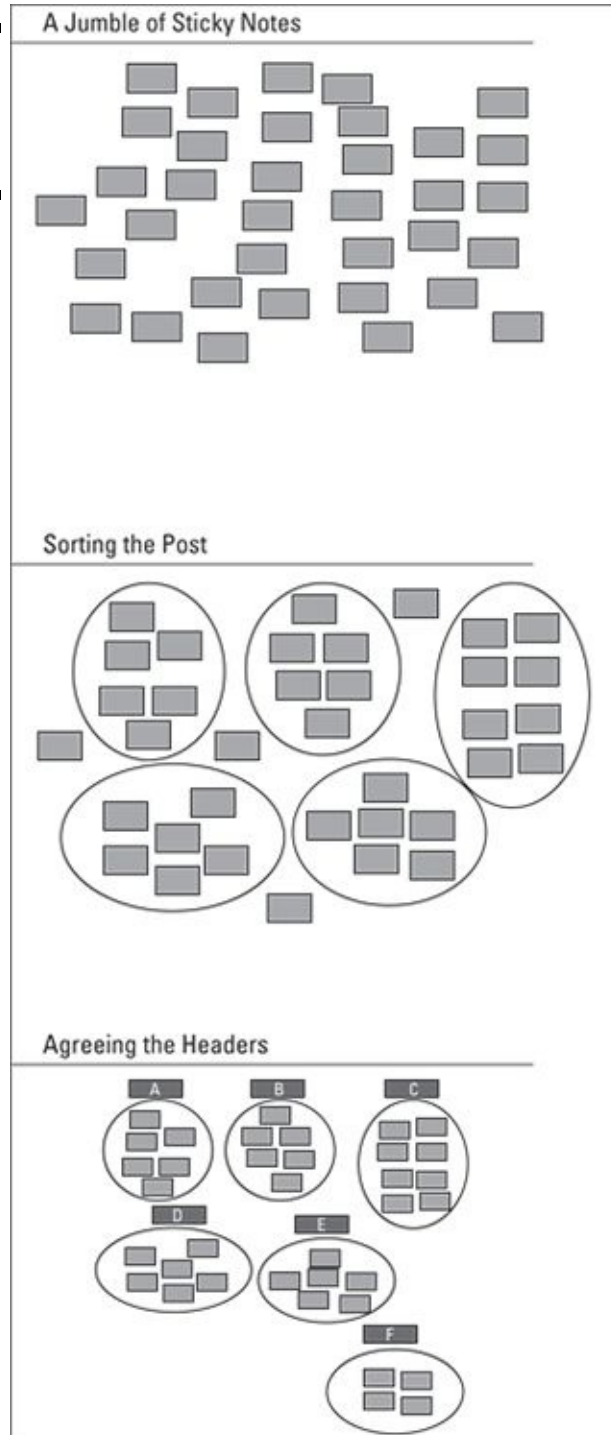 A Jumble of Sticky Notes
Sorting the Post
Agreeing the Headers
A B C
D E
F